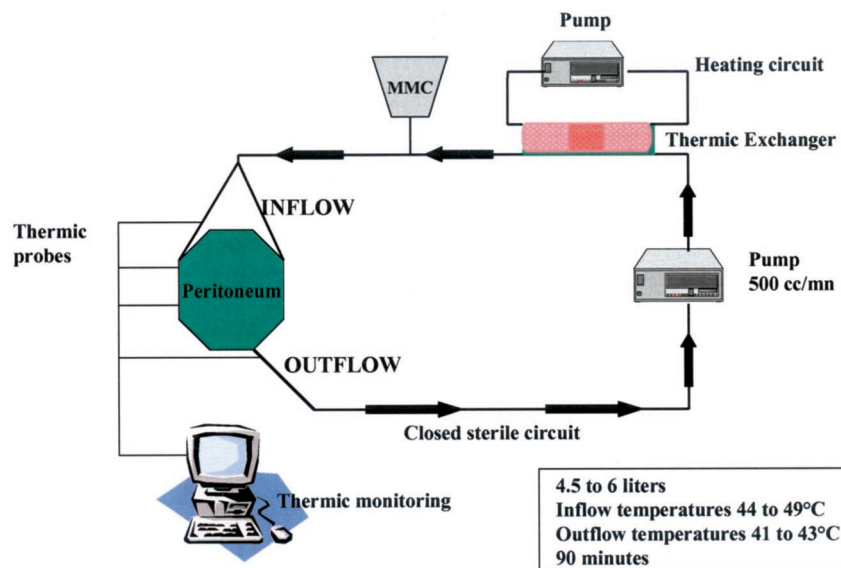 Pump
Heating circuit
MMC
Thermic Exchanger
INFLOW
Thermic
probes
Peritoneum
Pump
500 cc/mn
OUTFLOW
Closed sterile circuit
Thermic monitoring
4.5 to 6 liters
Inflow temperatures 44 to 49°C
Outflow temperatures 41 to 43°C
90 minutes